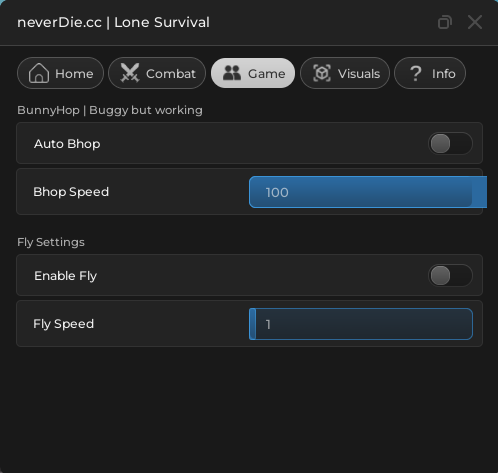 neverDie.cc | Lone Survival
Home Combat Game Visuals ? Info
BunnyHop | Buggy but working
Auto Bhop
Bhop Speed 100
Fly Settings
Enable Fly
Fly Speed 1